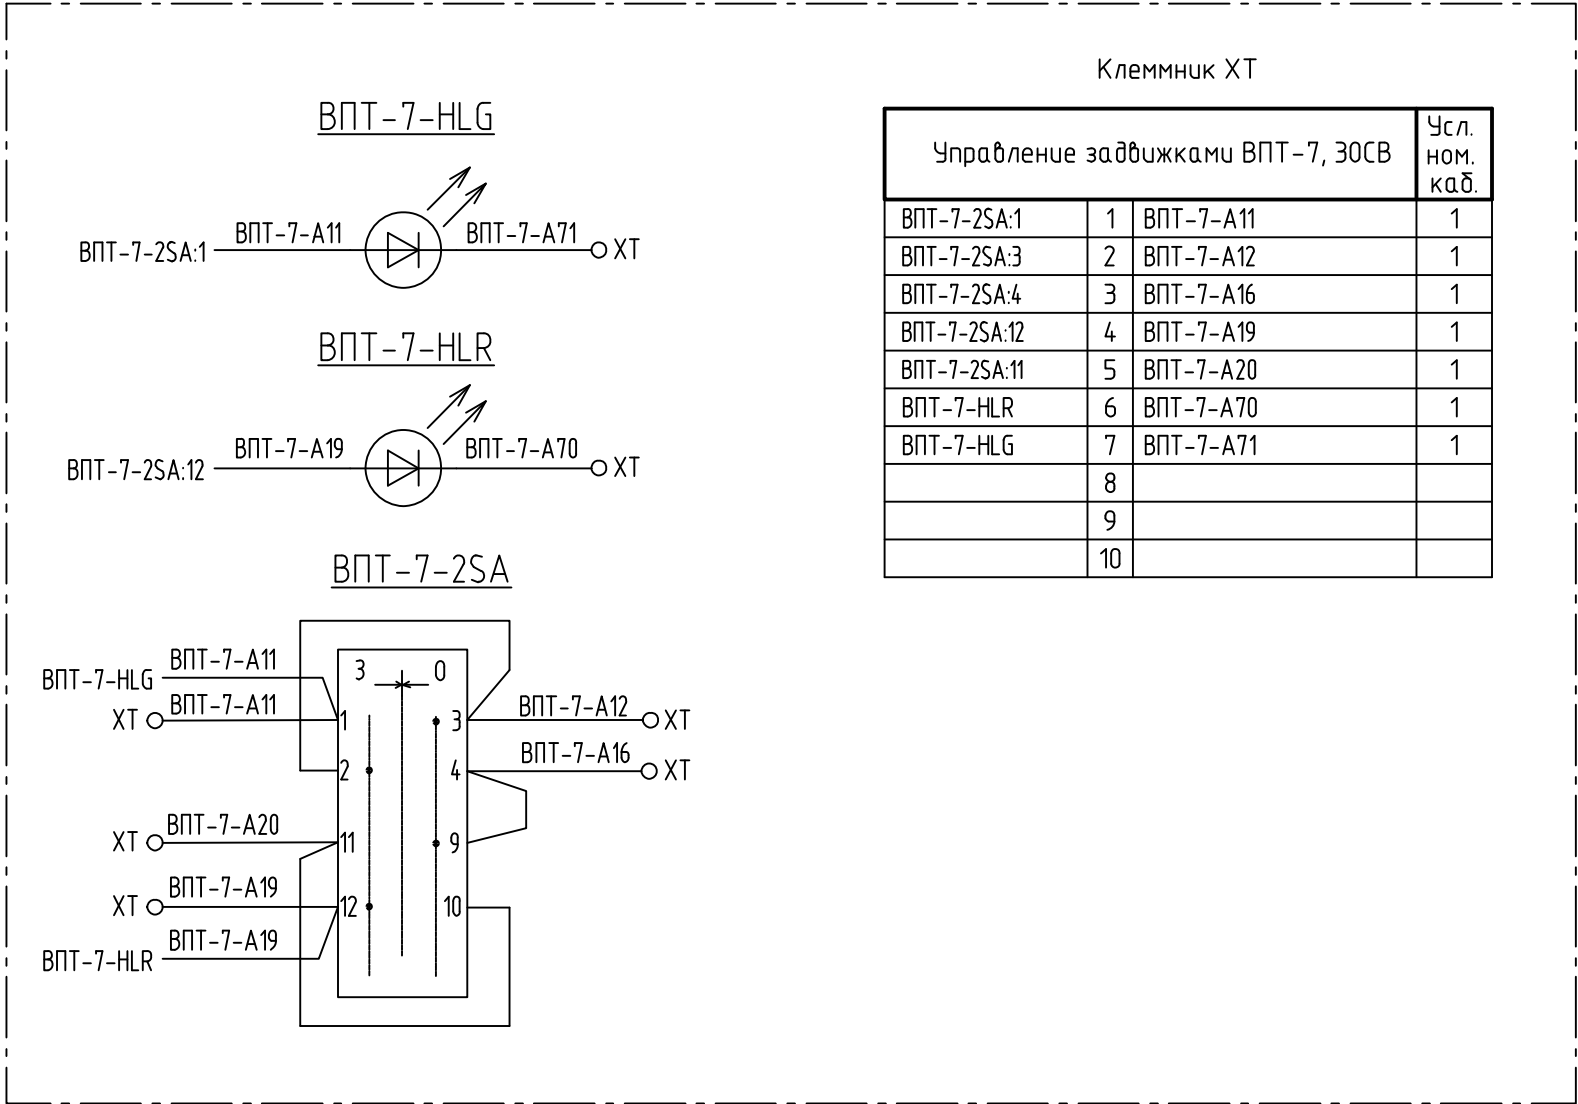 Клеммник ХТ
Управление задвижками ВПТ-7, 30СВ
Усл.
ном.
каб.
ВПТ-7-2SA:1 1 ВПТ-7-А11 1
ВПТ-7-2SA:3 2 ВПТ-7-А12 1
ВПТ-7-2SA:4 3 ВПТ-7-А16 1
ВПТ-7-2SA:12 4 ВПТ-7-А19 1
ВПТ-7-2SA:11 5 ВПТ-7-А20 1
ВПТ-7-HLR 6 ВПТ-7-А70 1
ВПТ-7-HLG 7 ВПТ-7-А71 1
8
9
10
ВПТ-7-HLG
ВПТ-7-2SA:1 ВПТ-7-А11 ВПТ-7-А71 ХТ
ВПТ-7-HLR
ВПТ-7-2SA:12 ВПТ-7-А19 ВПТ-7-А70 ХТ
ВПТ-7-2SA
З О
ВПТ-7-HLG ВПТ-7-А11
ХТ ВПТ-7-А11 1 3 ВПТ-7-А12 ХТ
2 4 ВПТ-7-А16 ХТ
ХТ ВПТ-7-А20 11 9
ХТ ВПТ-7-А19 12 10
ВПТ-7-HLR ВПТ-7-А19